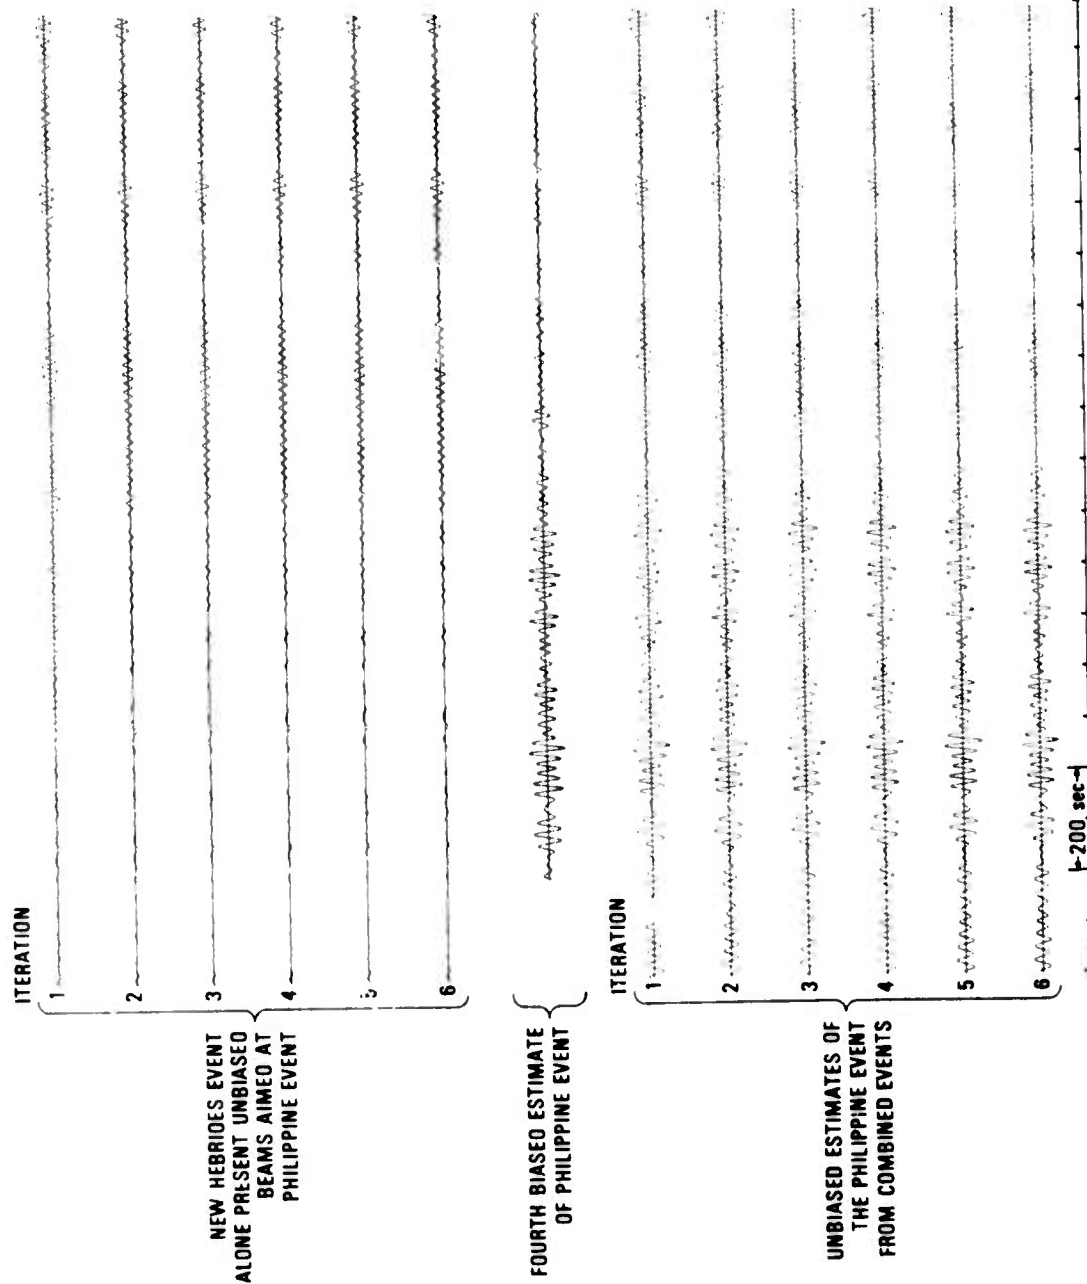 ITERATION
1
2
3
4
5
6
NEW HEBRIDES EVENT
ALONE PRESENT UNBIASED
BEAMS AIMED AT
PHILIPPINE EVENT
FOURTH BIASED ESTIMATE
OF PHILIPPINE EVENT
ITERATION
1
2
3
4
5
6
UNBIASED ESTIMATES OF
THE PHILIPPINE EVENT
FROM COMBINED EVENTS
200 sec